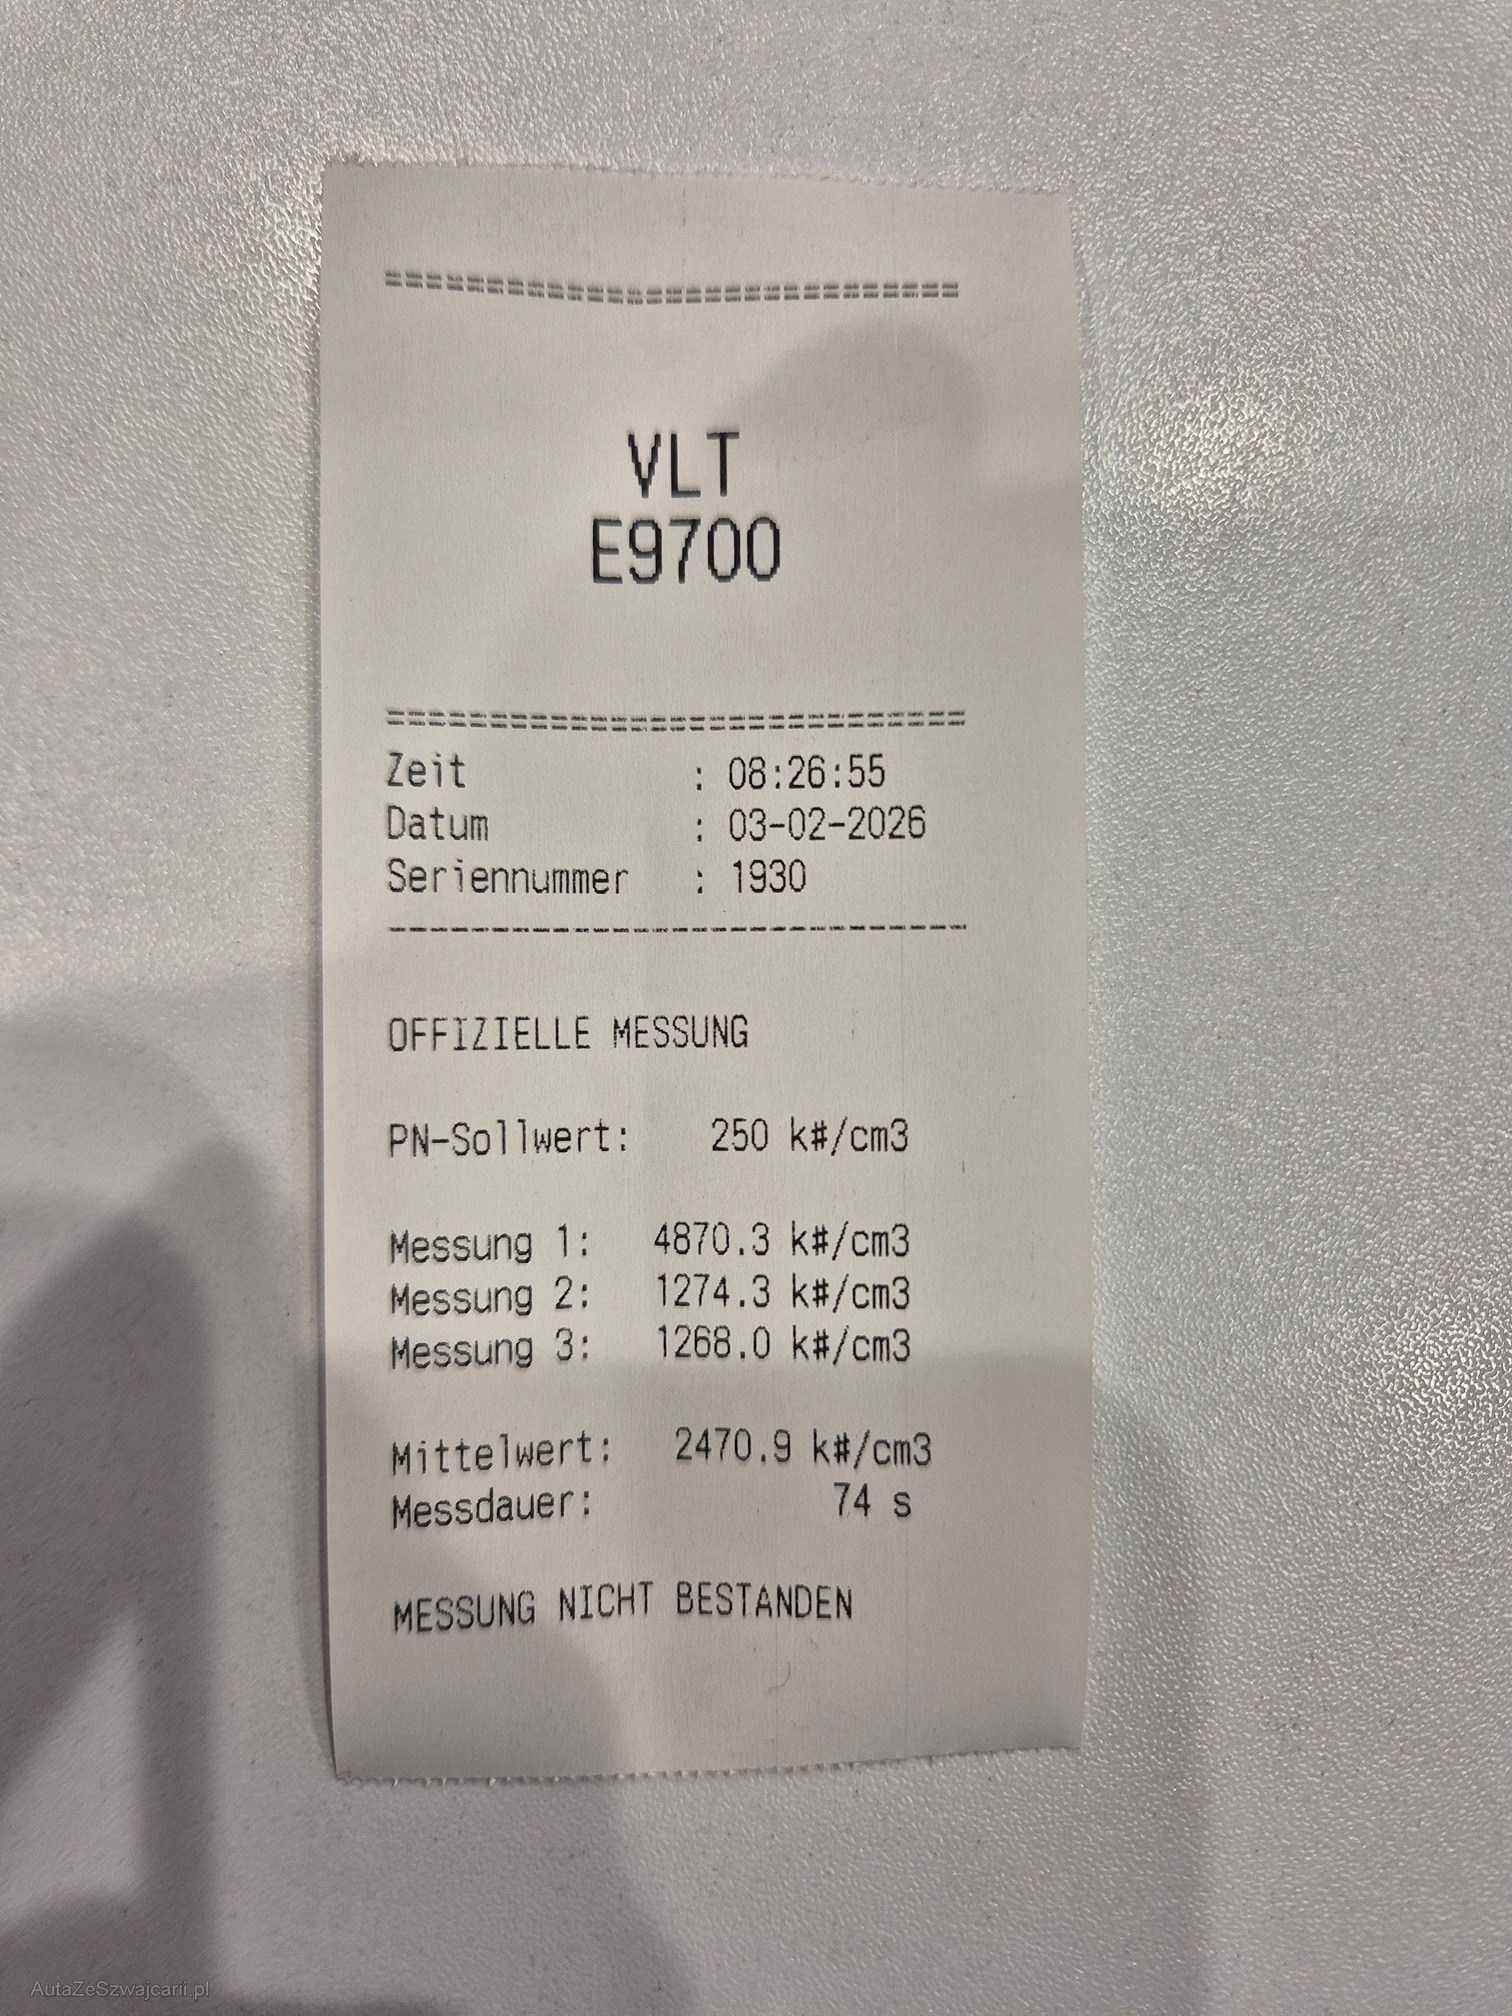 =============================
VLT
E9700
=============================
Zeit : 08:26:55
Datum : 03-02-2026
Seriennummer : 1930
-----------------------------
OFFIZIELLE MESSUNG
PN-Sollwert: 250 k#/cm3
Messung 1: 4870.3 k#/cm3
Messung 2: 1274.3 k#/cm3
Messung 3: 1268.0 k#/cm3
Mittelwert: 2470.9 k#/cm3
Messdauer: 74 s
MESSUNG NICHT BESTANDEN
AutaZeSzwajcarii.pl